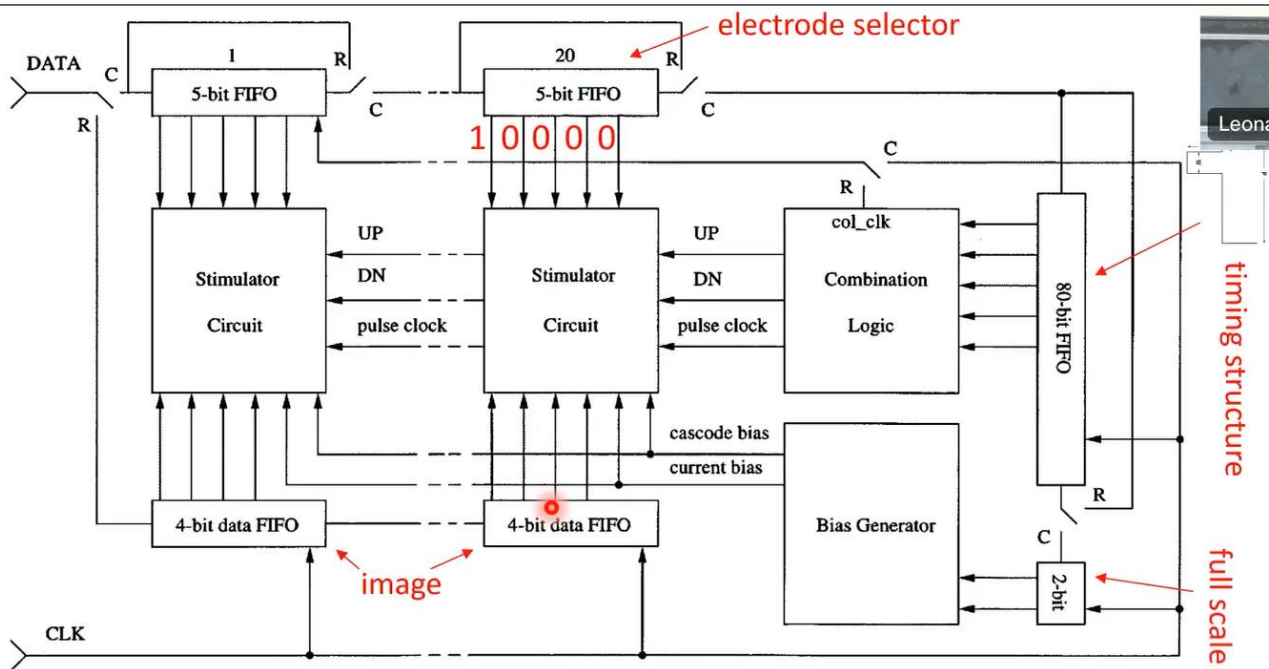 electrode selector
1
20
DATA
C
R
C
R
C
R
5-bit FIFO
5-bit FIFO
1 0 0 0 0
Leona
C
R
col_clk
UP
UP
DN
DN
pulse clock
pulse clock
Stimulator
Circuit
Stimulator
Circuit
Combination
Logic
80-bit FIFO
timing structure
cascode bias
current bias
R
C
4-bit data FIFO
4-bit data FIFO
image
Bias Generator
2-bit
full scale
CLK